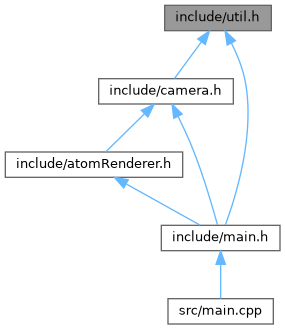 include/util.h
include/camera.h
include/atomRenderer.h
include/main.h
src/main.cpp